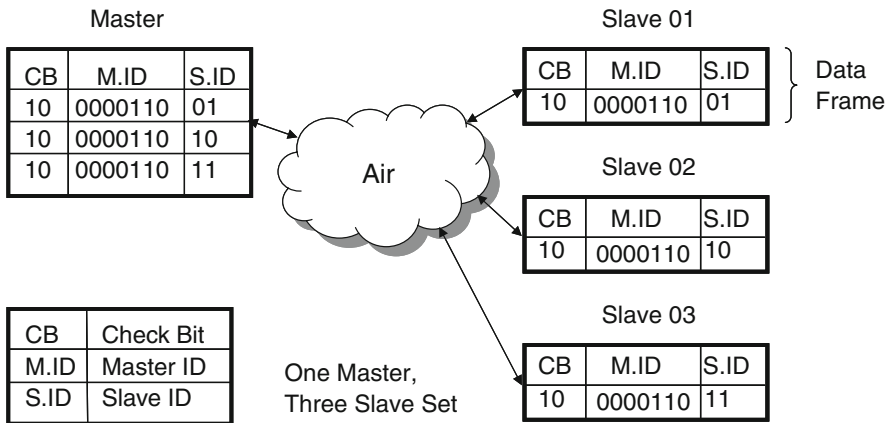 Master
CB M.ID S.ID
10 0000110 01
10 0000110 10
10 0000110 11
Air
Slave 01
CB M.ID S.ID
10 0000110 01
Data
Frame
Slave 02
CB M.ID S.ID
10 0000110 10
Slave 03
CB M.ID S.ID
10 0000110 11
CB Check Bit
M.ID Master ID
S.ID Slave ID
One Master,
Three Slave Set